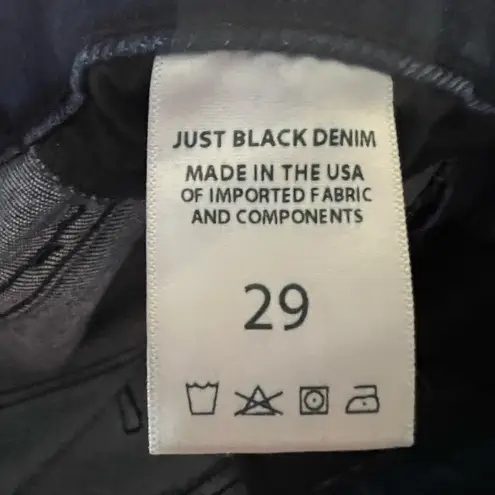 JUST BLACK DENIM
MADE IN THE USA
OF IMPORTED FABRIC
AND COMPONENTS
29